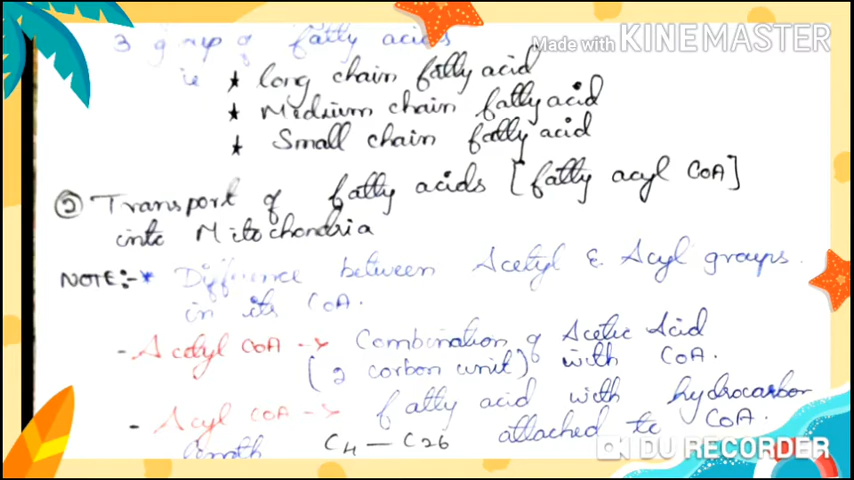 Made with KINEMASTER
3 group of fatty acids
ie ★ long chain fatty acid
★ Medium chain fatty acid
★ Small chain fatty acid
② Transport of fatty acids [fatty acyl CoA]
into Mitochondria
NOTE:- * Difference between Acetyl & Acyl groups.
in its CoA.
- Acetyl CoA → Combination of Acetic Acid
(2 carbon unit) with CoA.
- Acyl CoA → fatty acid with hydrocarbon
length C4 — C26 attached to CoA.
DU RECORDER